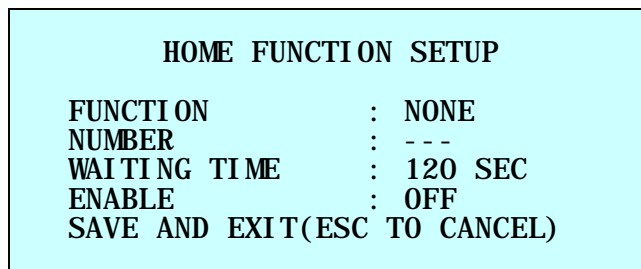 HOME FUNCTION SETUP
FUNCTION : NONE
NUMBER : ---
WAITING TIME : 120 SEC
ENABLE : OFF
SAVE AND EXIT(ESC TO CANCEL)